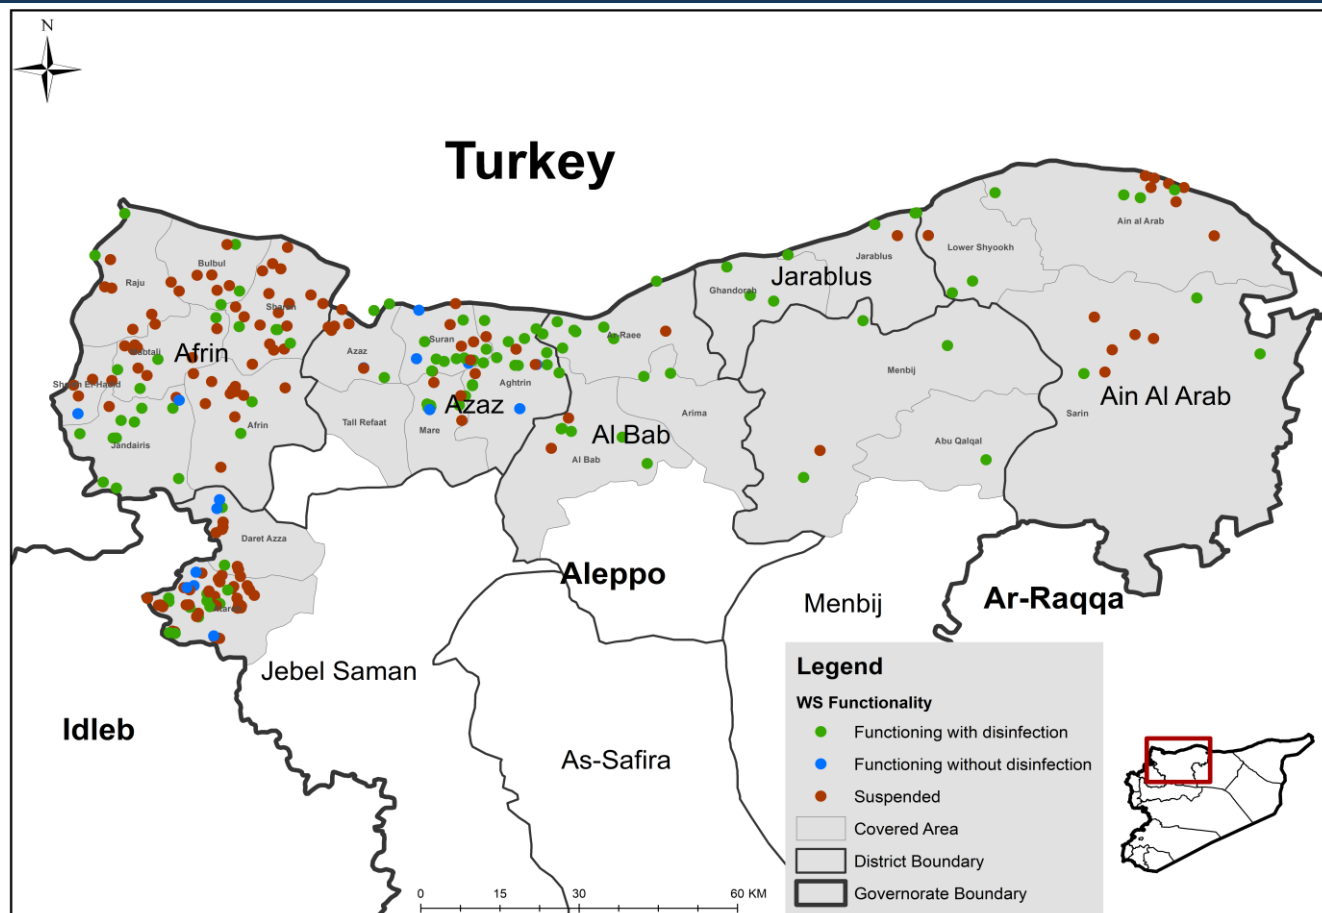 N
Turkey
Ain al Arab
Lower Shyookh
Jarablus
Bulbul
Raju
Sharan
Jarablus
Ghandorah
Suran
Ar-Raee
Azaz
Afrin
Menbij
Aghtrin
Ain Al Arab
Azaz
Arima
Sarin
Tall Refaat
Mare
Afrin
Al Bab
Abu Qalqal
Jandairis
Al Bab
Daret Azza
Aleppo
Menbij
Ar-Raqqa
Jebel Saman
Idleb
As-Safira
Legend
WS Functionality
Functioning with disinfection
Functioning without disinfection
Suspended
Covered Area
District Boundary
Governorate Boundary
0 15 30 60 KM